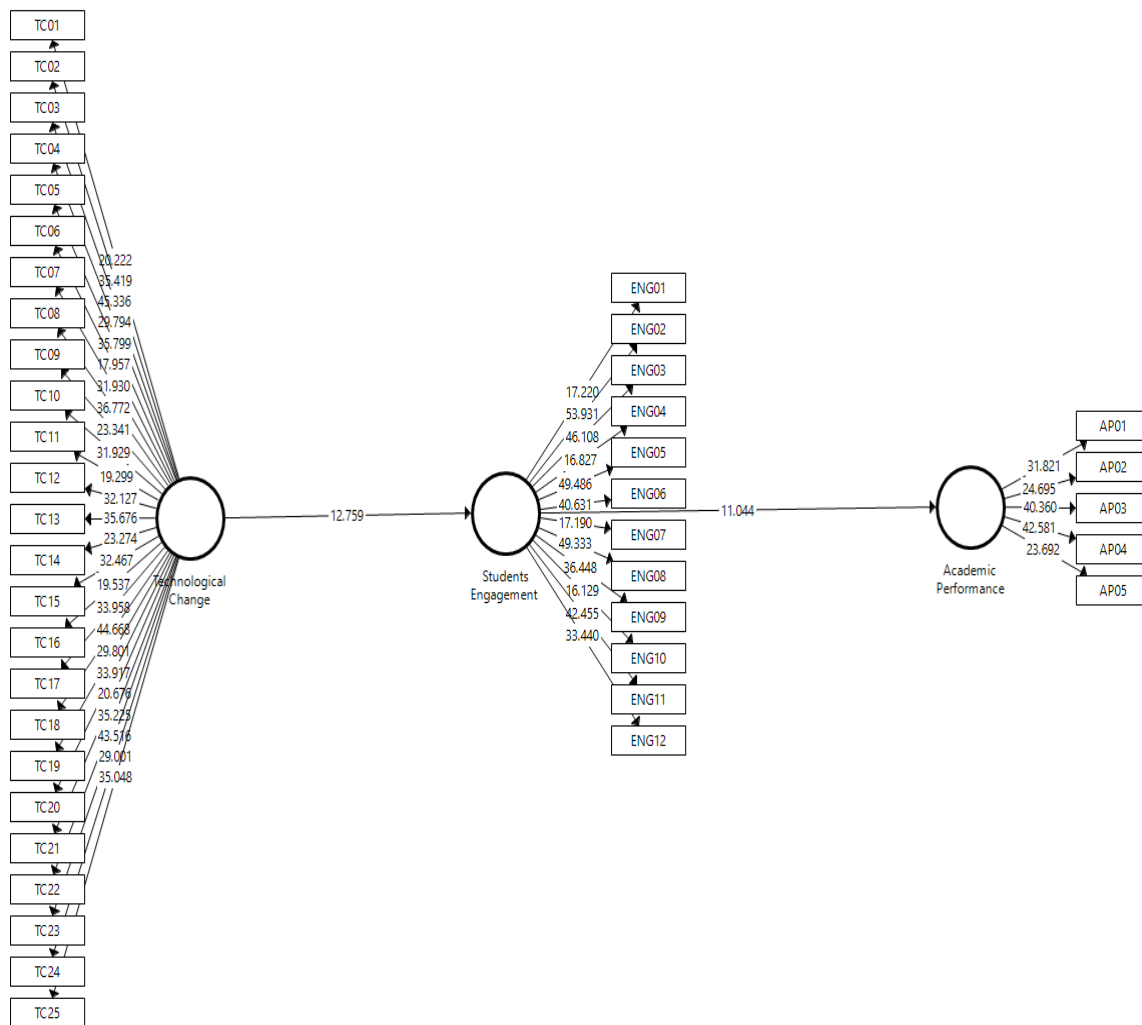 TC01
TC02
TC03
TC04
TC05
TC06
TC07
TC08
TC09
TC10
TC11
TC12
TC13
TC14
TC15
TC16
TC17
TC18
TC19
TC20
TC21
TC22
TC23
TC24
TC25
20.222
35.419
45.336
29.794
35.799
17.957
31.930
36.772
23.341
31.929
19.299
32.127
35.676
23.274
32.467
19.537
33.958
44.668
29.801
33.917
20.676
35.225
43.516
29.001
35.048
Technological
Change
12.759
Students
Engagement
17.220
53.931
46.108
16.827
49.486
40.631
17.190
49.333
36.448
16.129
42.455
33.440
ENG01
ENG02
ENG03
ENG04
ENG05
ENG06
ENG07
ENG08
ENG09
ENG10
ENG11
ENG12
11.044
Academic
Performance
31.821
24.695
40.360
42.581
23.692
AP01
AP02
AP03
AP04
AP05